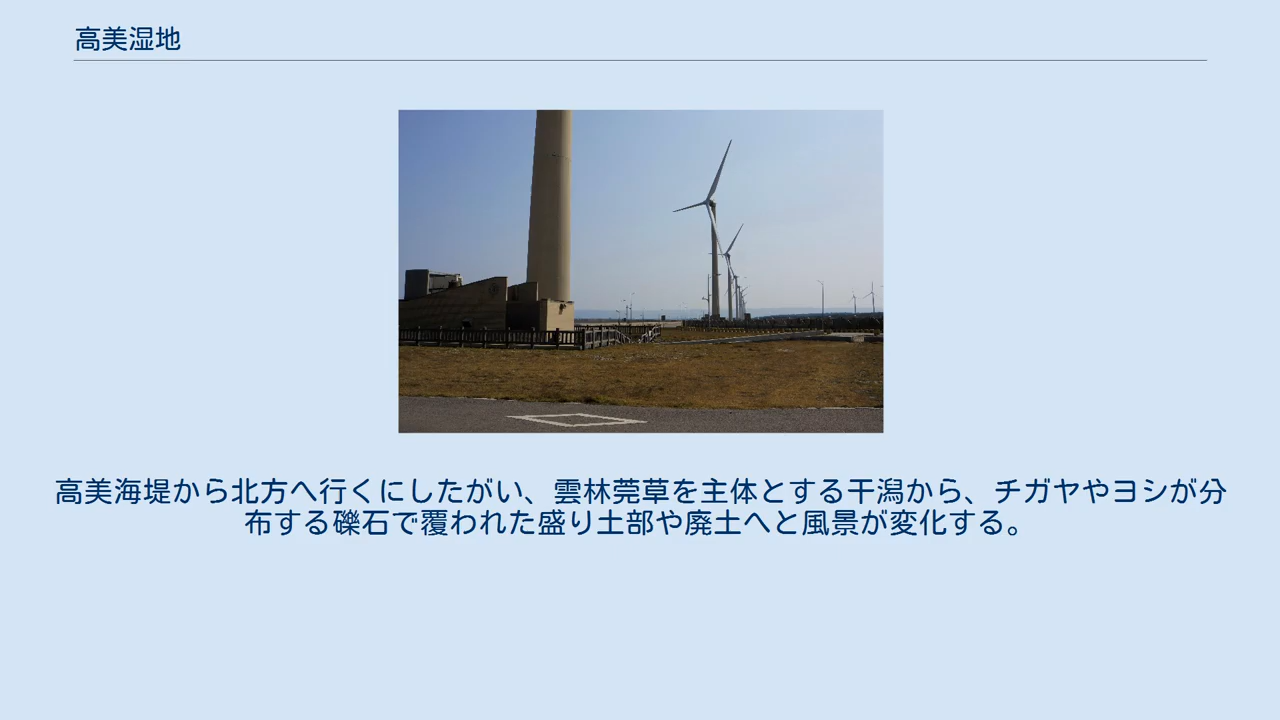 高美湿地
高美海堤から北方へ行くにしたがい、雲林莞草を主体とする干潟から、チガヤやヨシが分
布する礫石で覆われた盛り土部や廃土へと風景が変化する。